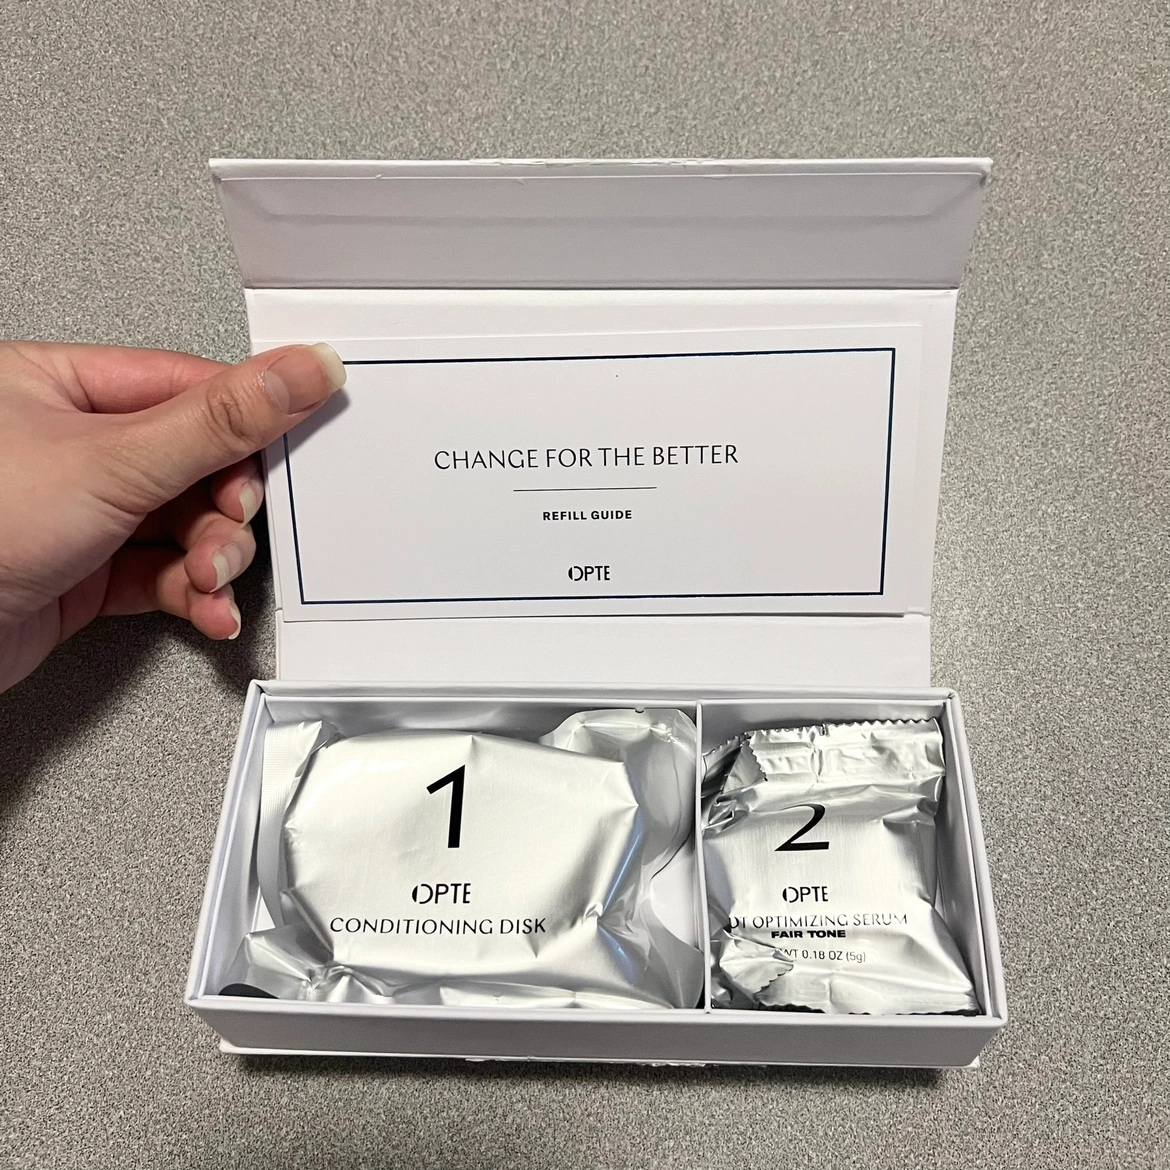 CHANGE FOR THE BETTER
REFILL GUIDE
OPTE
1
OPTE
CONDITIONING DISK
2
OPTE
OPTIMIZING SERUM
FAIR TONE
WT 0.18 OZ (5g)